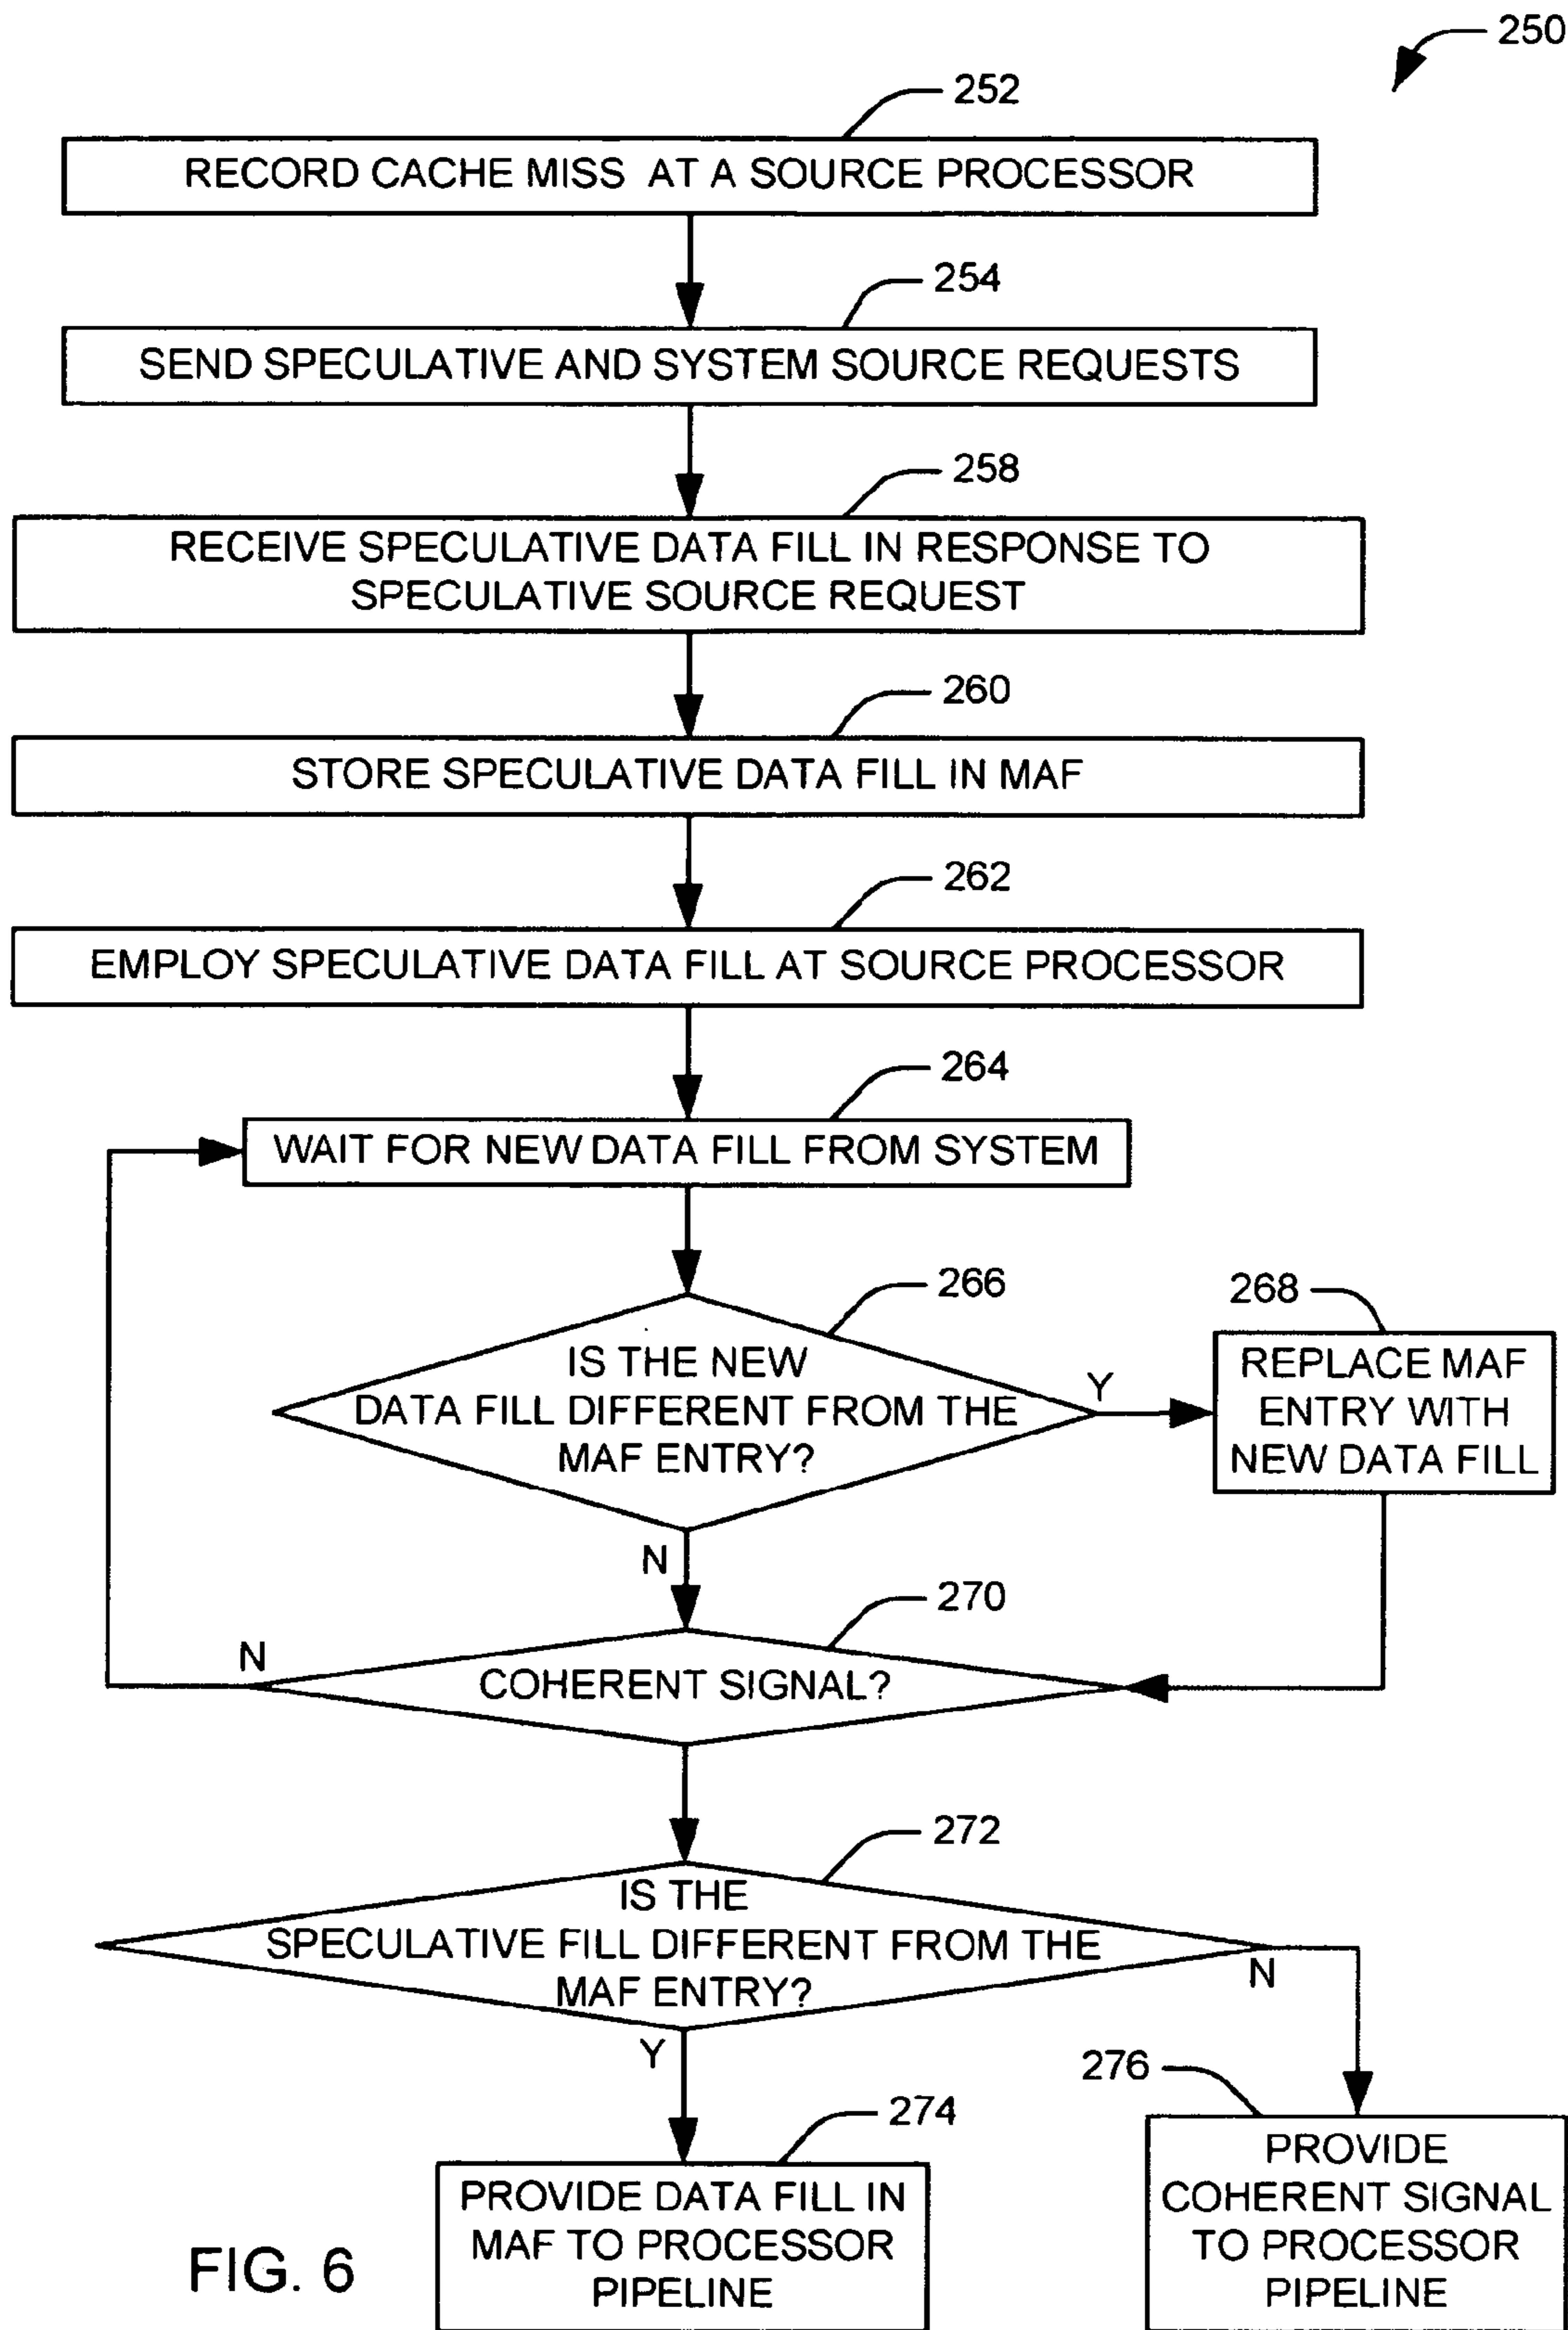 250
252
RECORD CACHE MISS AT A SOURCE PROCESSOR
254
SEND SPECULATIVE AND SYSTEM SOURCE REQUESTS
258
RECEIVE SPECULATIVE DATA FILL IN RESPONSE TO
SPECULATIVE SOURCE REQUEST
260
STORE SPECULATIVE DATA FILL IN MAF
262
EMPLOY SPECULATIVE DATA FILL AT SOURCE PROCESSOR
264
WAIT FOR NEW DATA FILL FROM SYSTEM
266
IS THE NEW
DATA FILL DIFFERENT FROM THE
MAF ENTRY?
Y
268
REPLACE MAF
ENTRY WITH
NEW DATA FILL
N
270
COHERENT SIGNAL?
N
272
IS THE
SPECULATIVE FILL DIFFERENT FROM THE
MAF ENTRY?
Y
N
274
PROVIDE DATA FILL IN
MAF TO PROCESSOR
PIPELINE
276
PROVIDE
COHERENT SIGNAL
TO PROCESSOR
PIPELINE
FIG. 6